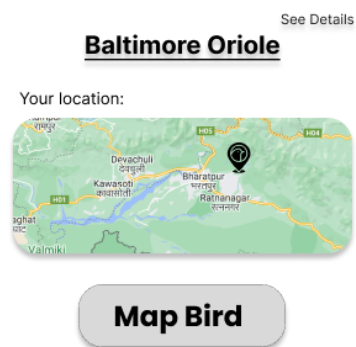 See Details
Baltimore Oriole
Your location:
रामपुर
H05
H04
Devachuli
देवचुली
Kawasoti
कावासोती
Bharatpur
भरतपुर
H01
Ratnanagar
रत्ननगर
Valmiki
Map Bird